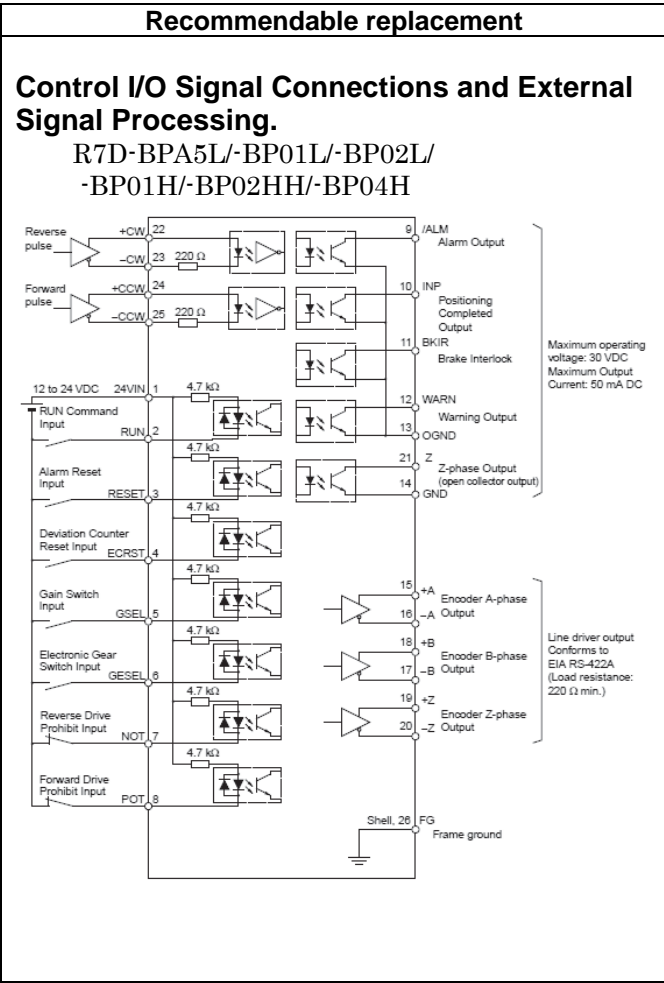 Recommendable replacement
Control I/O Signal Connections and External
Signal Processing.
R7D-BPA5L/-BP01L/-BP02L/
-BP01H/-BP02HH/-BP04H
Reverse
pulse
+CW 22
−CW 23 220 Ω
Forward
pulse
+CCW 24
−CCW 25 220 Ω
12 to 24 VDC 24VIN 1 4.7 kΩ
RUN Command
Input
RUN 2
4.7 kΩ
Alarm Reset
Input
RESET 3
4.7 kΩ
Deviation Counter
Reset Input
ECRST 4
4.7 kΩ
Gain Switch
Input
GSEL 5
4.7 kΩ
Electronic Gear
Switch Input
GESEL 6
4.7 kΩ
Reverse Drive
Prohibit Input
NOT 7
4.7 kΩ
Forward Drive
Prohibit Input
POT 8
9 /ALM
Alarm Output
10 INP
Positioning
Completed
Output
11 BKIR
Brake Interlock
12 WARN
Warning Output
13 OGND
21 Z
Z-phase Output
(open collector output)
14 GND
Maximum operating
voltage: 30 VDC
Maximum Output
Current: 50 mA DC
15 +A
Encoder A-phase
16 −A Output
18 +B
Encoder B-phase
17 −B Output
19 +Z
Encoder Z-phase
20 −Z Output
Line driver output
Conforms to
EIA RS-422A
(Load resistance:
220 Ω min.)
Shell, 26 FG
Frame ground